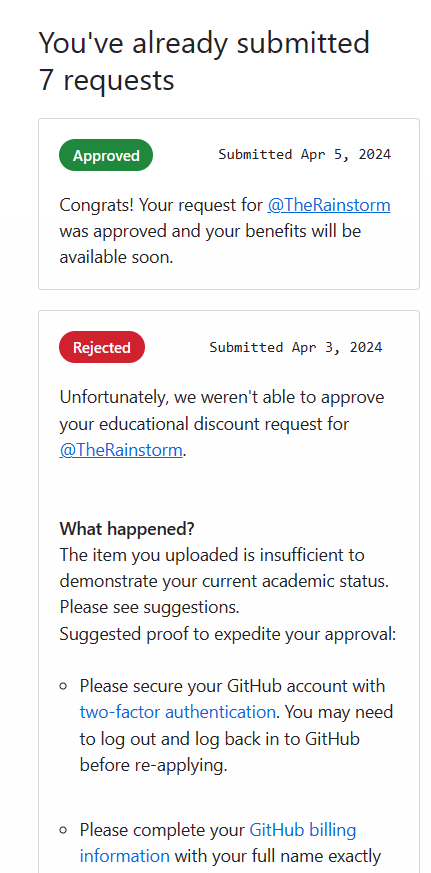 You've already submitted
7 requests
Approved
Submitted Apr 5, 2024
Congrats! Your request for @TheRainstorm
was approved and your benefits will be
available soon.
Rejected
Submitted Apr 3, 2024
Unfortunately, we weren't able to approve
your educational discount request for
@TheRainstorm.
What happened?
The item you uploaded is insufficient to
demonstrate your current academic status.
Please see suggestions.
Suggested proof to expedite your approval:
Please secure your GitHub account with
two-factor authentication. You may need
to log out and log back in to GitHub
before re-applying.
Please complete your GitHub billing
information with your full name exactly